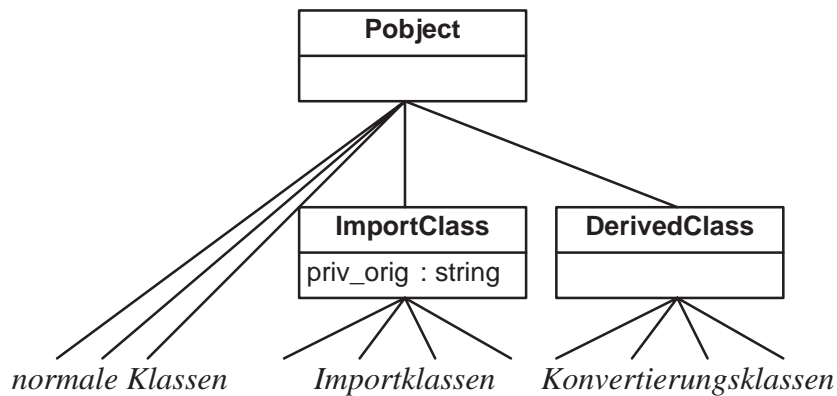 Pobject
ImportClass
DerivedClass
priv_orig : string
normale Klassen
Importklassen
Konvertierungsklassen